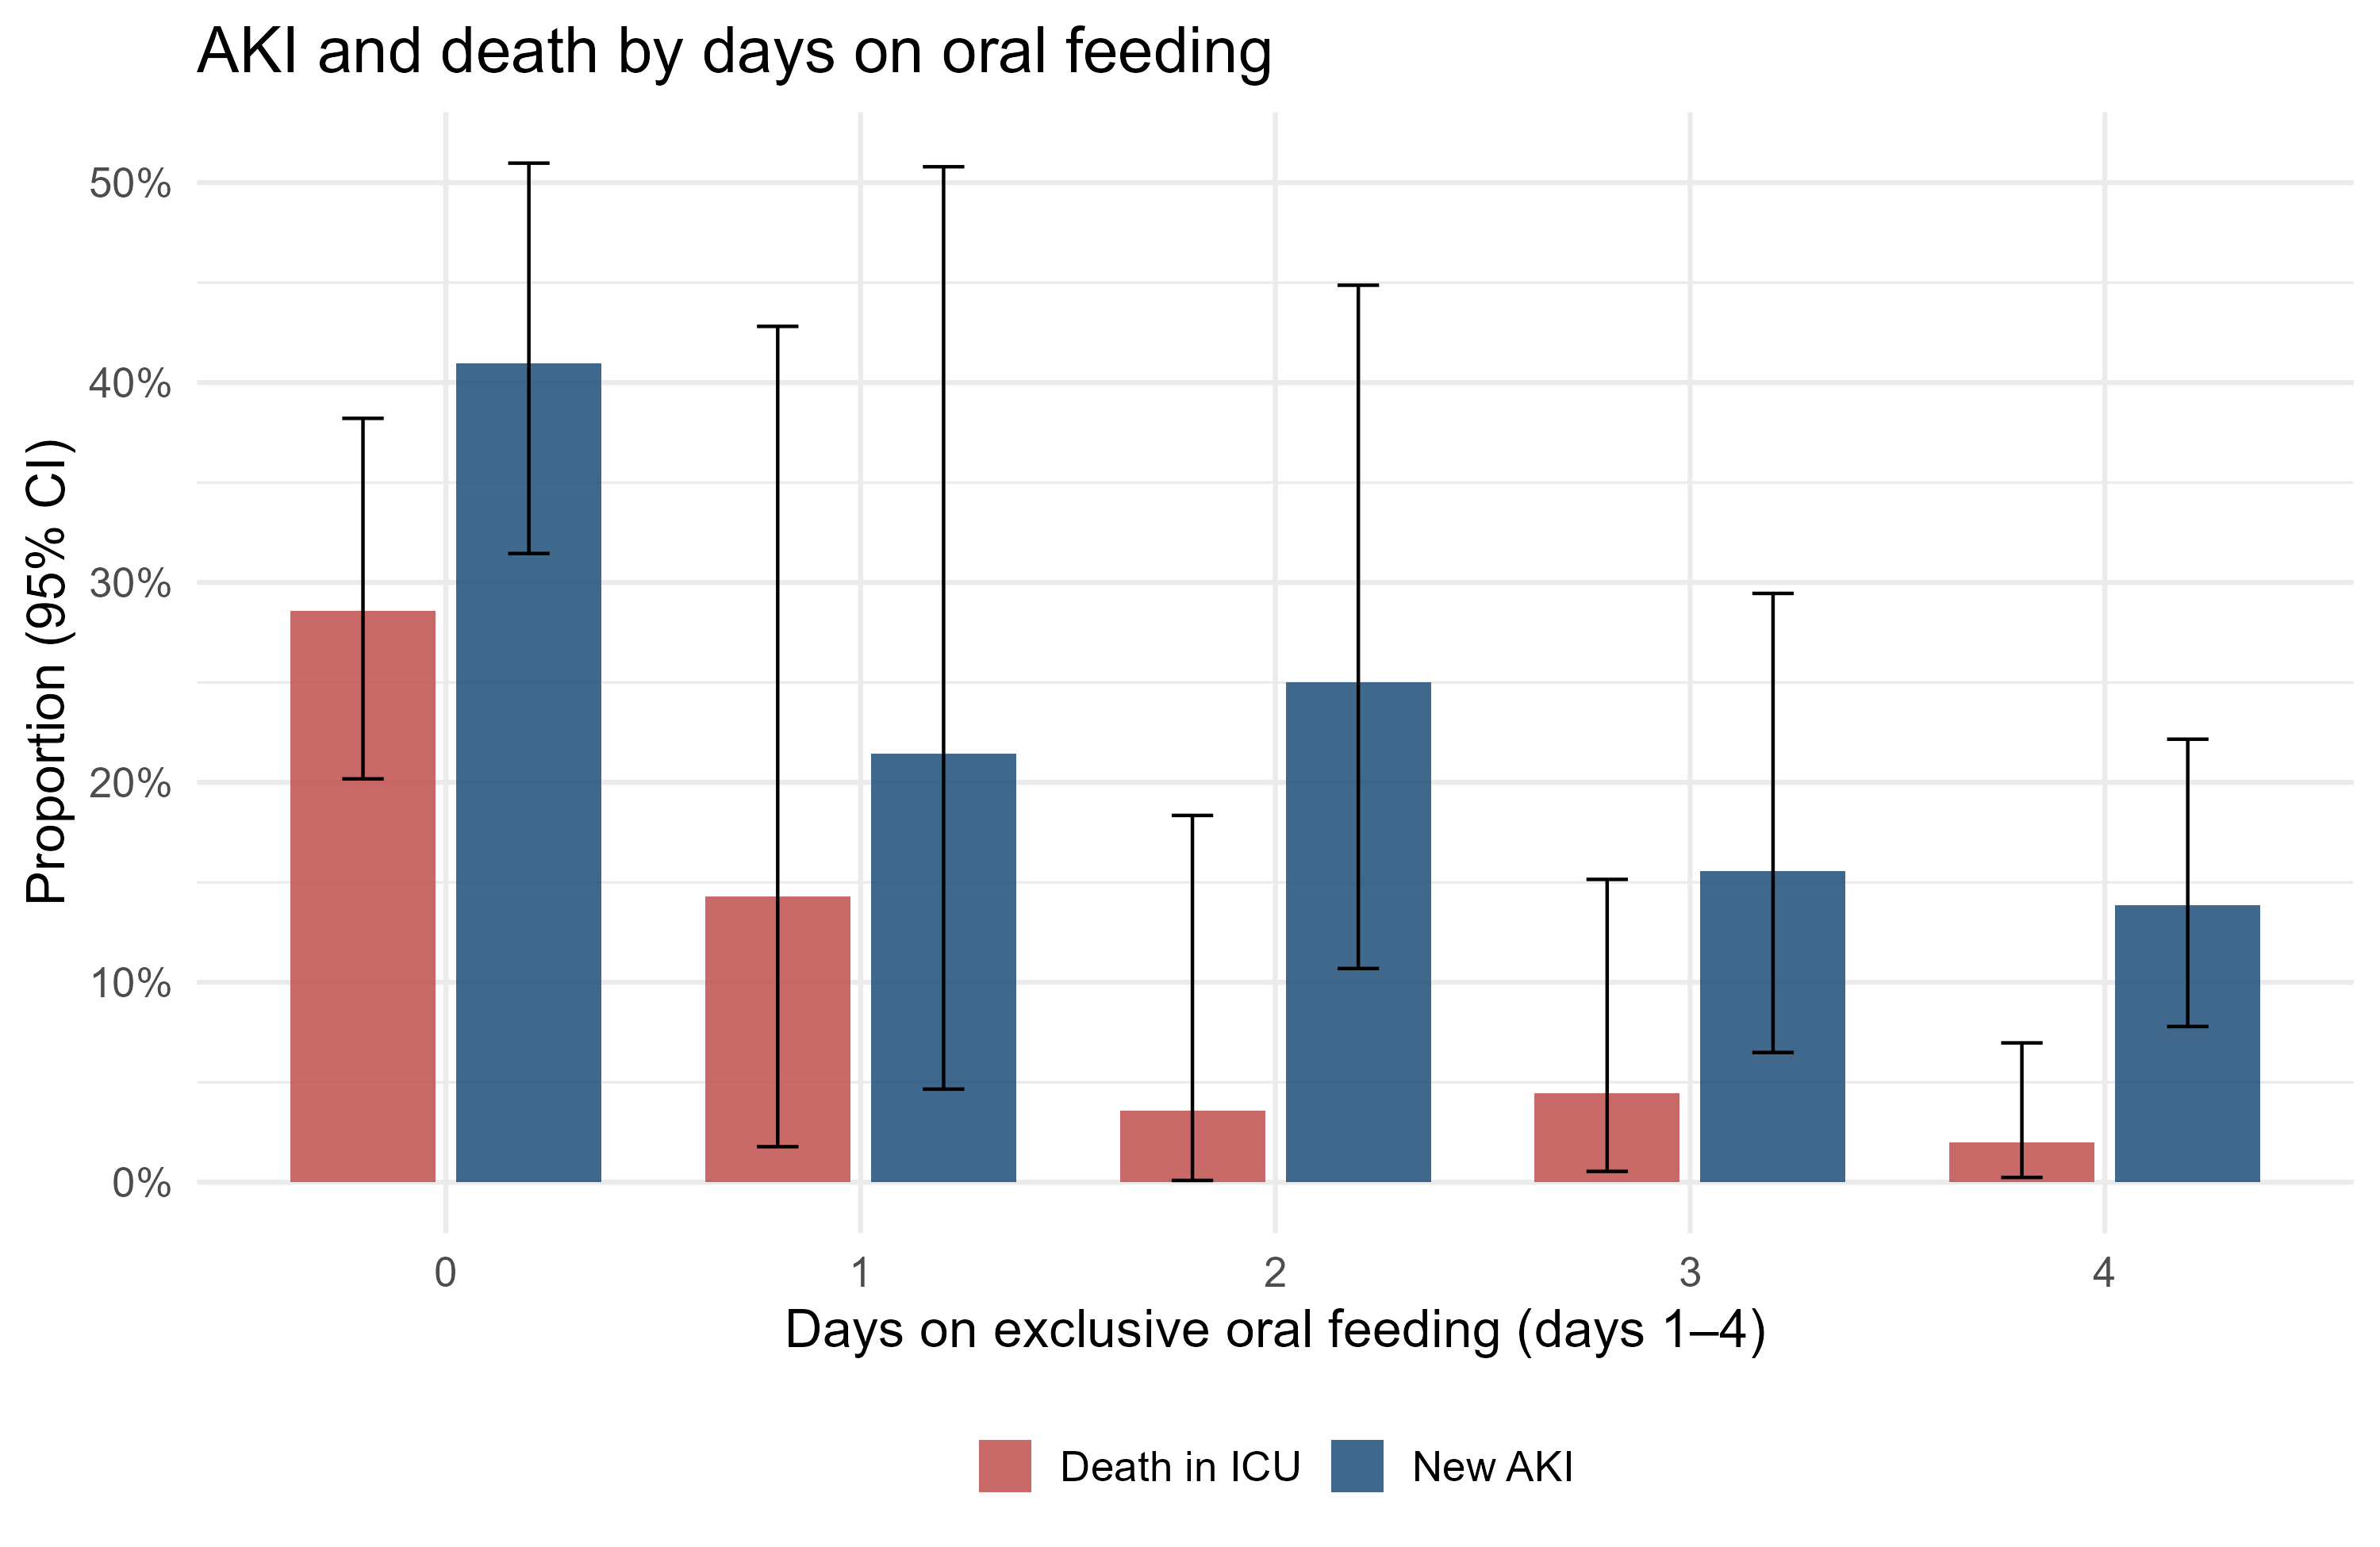 AKI and death by days on oral feeding
Proportion (95% CI)
50%
40%
30%
20%
10%
0%
0 1 2 3 4
Days on exclusive oral feeding (days 1–4)
Death in ICU New AKI